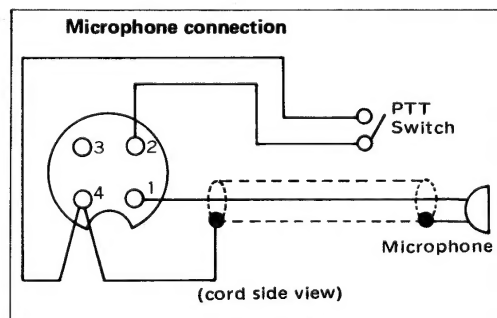 Microphone connection
PTT
Switch
3
2
4
1
Microphone
(cord side view)